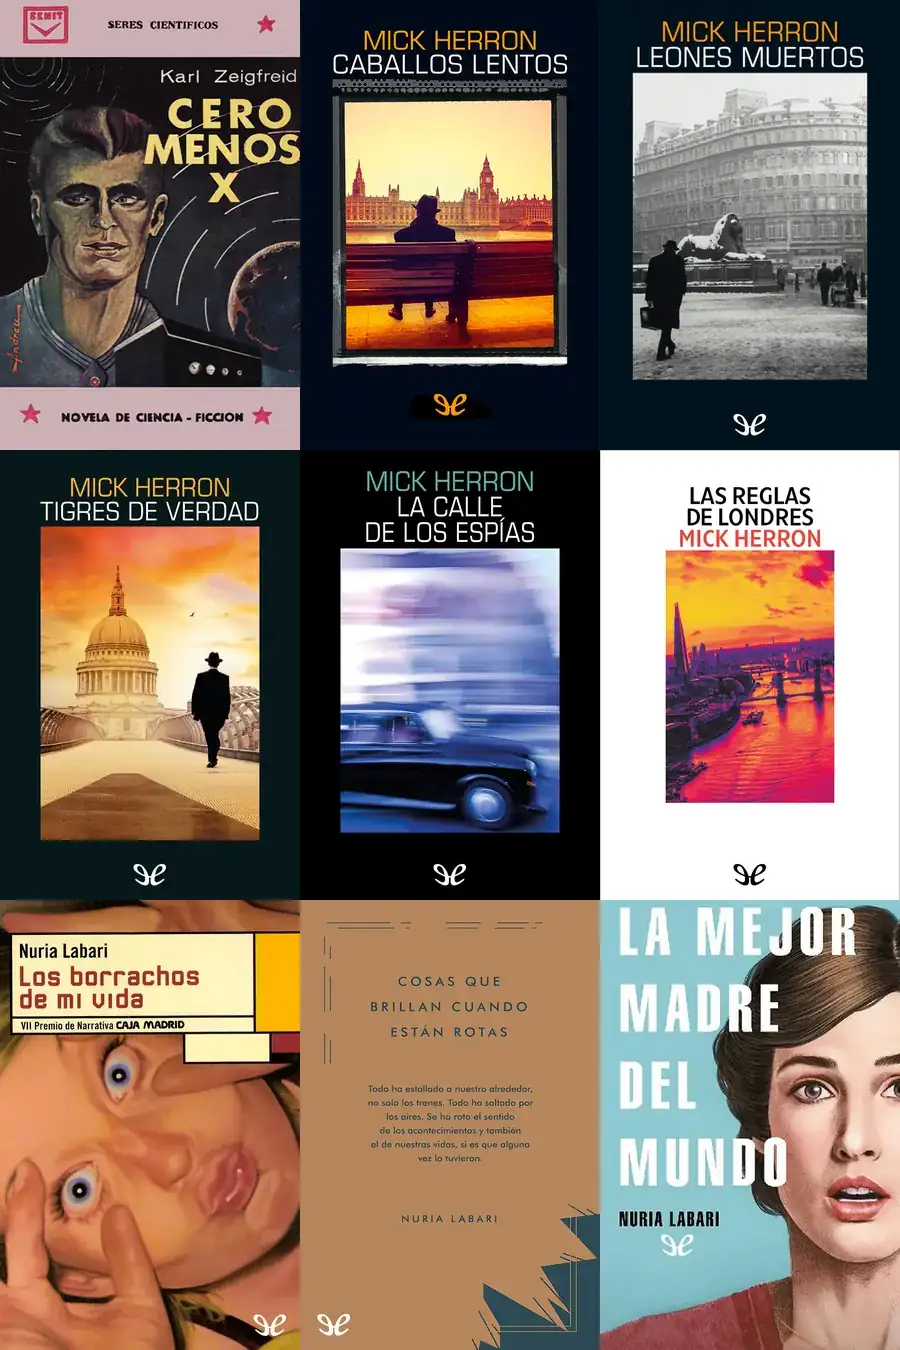 SERES CIENTIFICOS
Karl Zeigfreid
CERO
MENOS
X
Andreu
NOVELA DE CIENCIA - FICCION
MICK HERRON
CABALLOS LENTOS
MICK HERRON
LEONES MUERTOS
MICK HERRON
TIGRES DE VERDAD
MICK HERRON
LA CALLE
DE LOS ESPÍAS
LAS REGLAS
DE LONDRES
MICK HERRON
Nuria Labari
Los borrachos
de mi vida
VII Premio de Narrativa CAJA MADRID
COSAS QUE
BRILLAN CUANDO
ESTÁN ROTAS
Todo ha estallado a nuestro alrededor,
no solo los trenes. Todo ha saltado por
los aires. Se ha roto el sentido
de los acontecimientos y también
el de nuestras vidas, si es que alguna
vez lo tuvieron.
NURIA LABARI
LA MEJOR
MADRE
DEL
MUNDO
NURIA LABARI